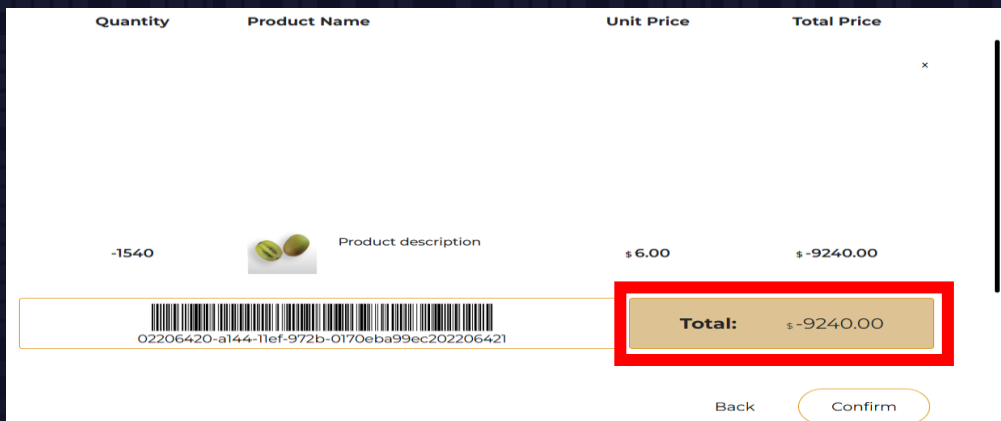 Quantity Product Name Unit Price Total Price
×
-1540 Product description $ 6.00 $ -9240.00
Total: $ -9240.00
02206420-a144-11ef-972b-0170eba99ec202206421
Back Confirm